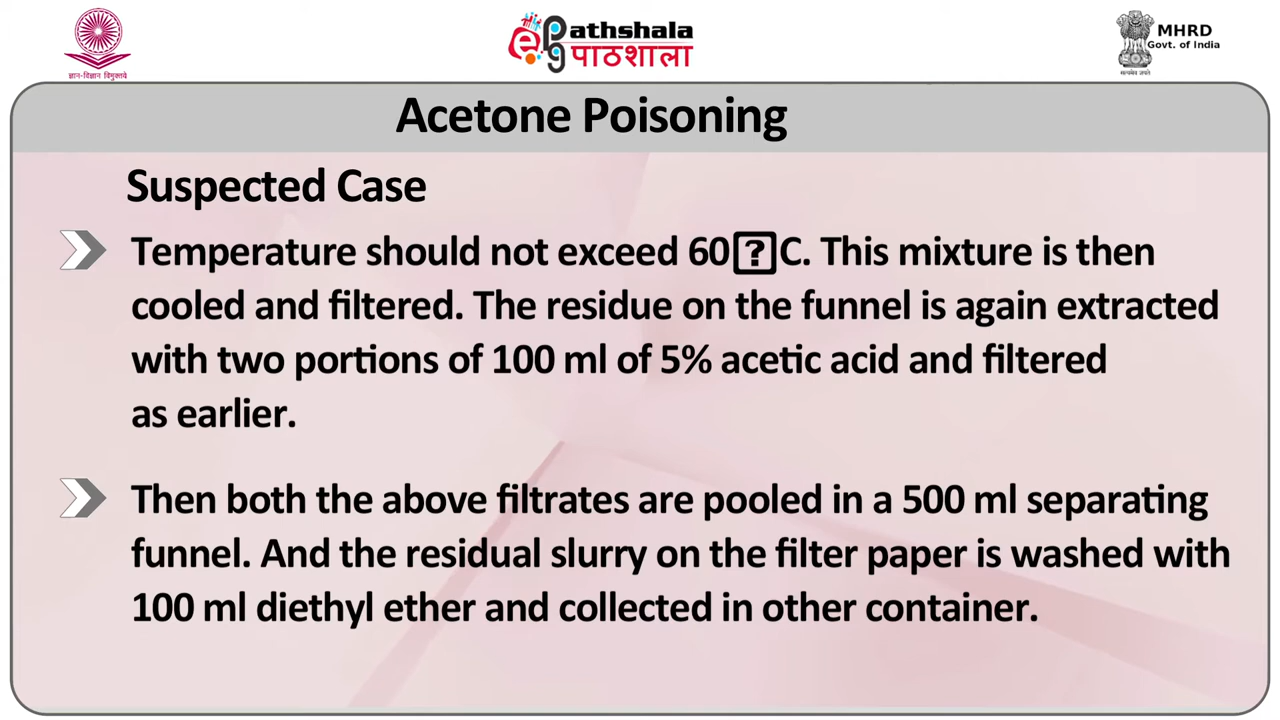 ज्ञान-विज्ञान विमुक्तये
ePathshala
पाठशाला
MHRD
Govt. of India
सत्यमेव जयते
Acetone Poisoning
Suspected Case
Temperature should not exceed 60⍰C. This mixture is then
cooled and filtered. The residue on the funnel is again extracted
with two portions of 100 ml of 5% acetic acid and filtered
as earlier.
Then both the above filtrates are pooled in a 500 ml separating
funnel. And the residual slurry on the filter paper is washed with
100 ml diethyl ether and collected in other container.